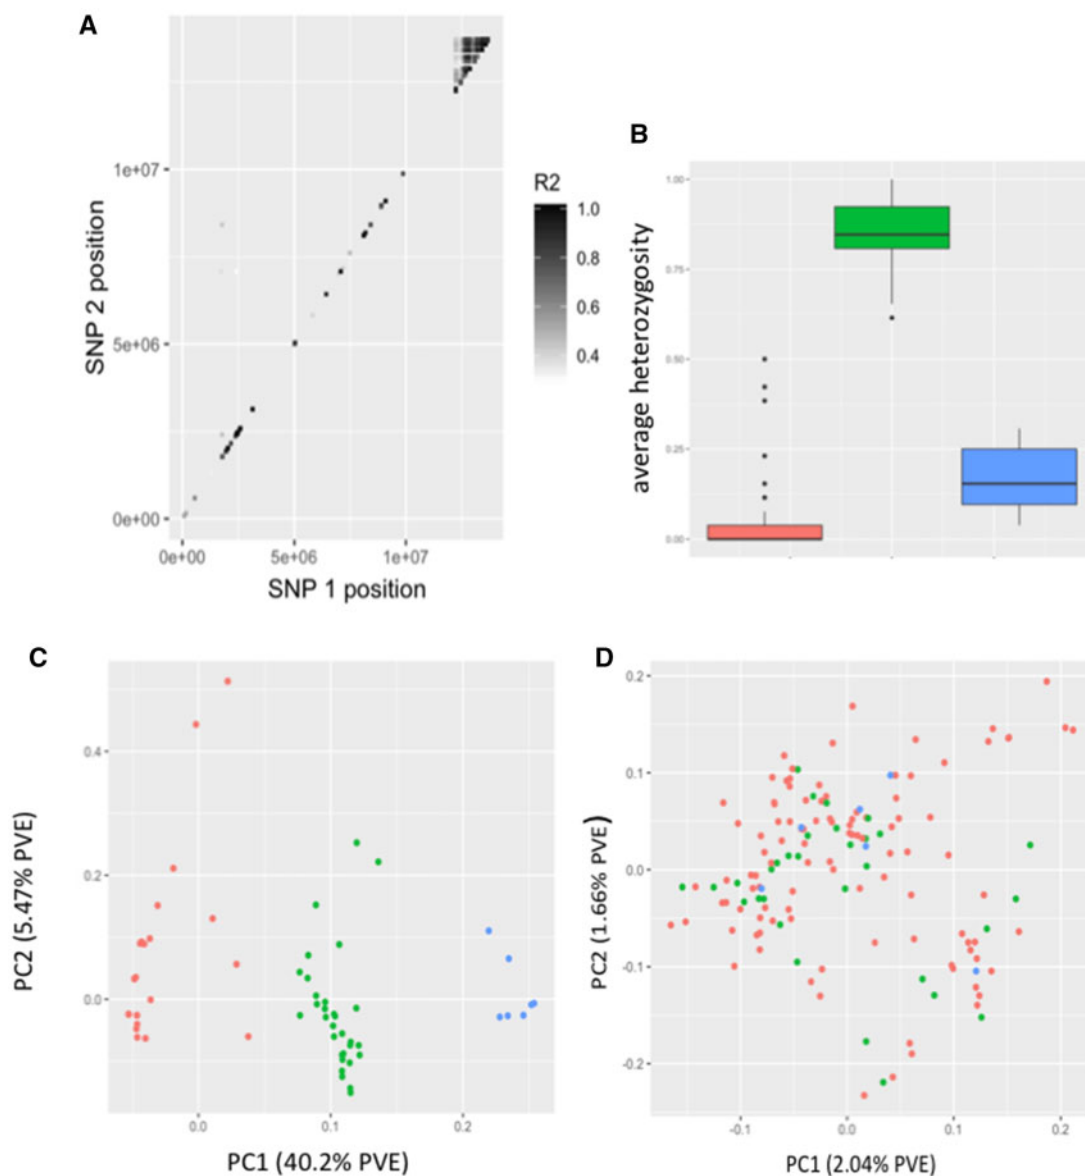 A
SNP 2 position
1e+07
5e+06
0e+00
0e+00 5e+06 1e+07
SNP 1 position
R2
1.0
0.8
0.6
0.4
B
average heterozygosity
1.00
0.75
0.50
0.25
0.00
C
PC2 (5.47% PVE)
0.4
0.2
0.0
0.0 0.1 0.2
PC1 (40.2% PVE)
D
PC2 (1.66% PVE)
0.2
0.1
0.0
-0.1
-0.2
-0.1 0.0 0.1 0.2
PC1 (2.04% PVE)